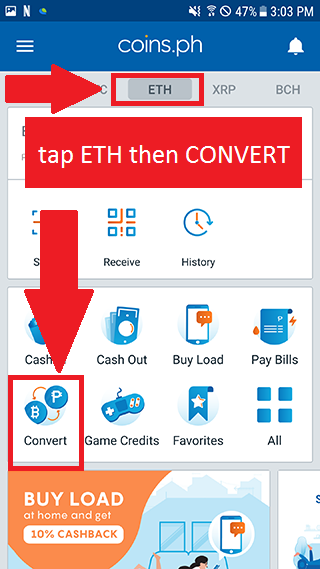 47% 3:03 PM
coins.ph
C ETH XRP BCH
tap ETH then CONVERT
Receive History
Cash Out Buy Load Pay Bills
Convert Game Credits Favorites All
BUY LOAD
at home and get
10% CASHBACK